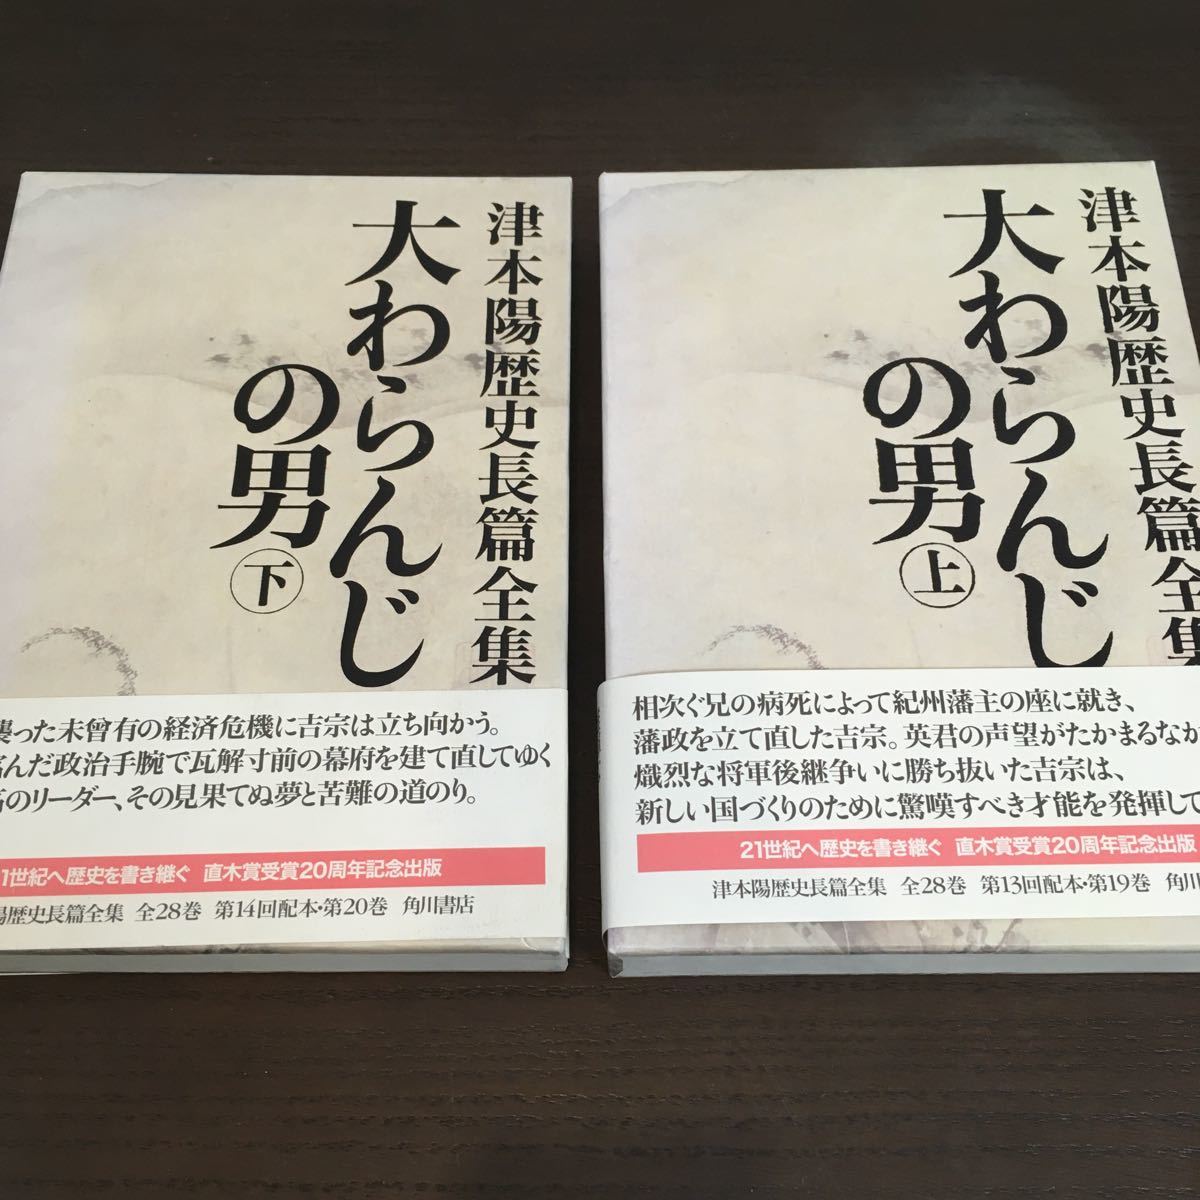 津本陽歴史長篇全集
大わらんじ
の男
下
襲った未曾有の経済危機に吉宗は立ち向かう。
んだ政治手腕で瓦解寸前の幕府を建て直してゆく
高のリーダー、その見果てぬ夢と苦難の道のり。
1世紀へ歴史を書き継ぐ 直木賞受賞20周年記念出版
陽歴史長篇全集 全28巻 第14回配本・第20巻 角川書店
津本陽歴史長篇全集
大わらんじ
の男
上
相次ぐ兄の病死によって紀州藩主の座に就き、
藩政を立て直した吉宗。英君の声望がたかまるなか
熾烈な将軍後継争いに勝ち抜いた吉宗は、
新しい国づくりのために驚嘆すべき才能を発揮して
21世紀へ歴史を書き継ぐ 直木賞受賞20周年記念出版
津本陽歴史長篇全集 全28巻 第13回配本・第19巻 角川